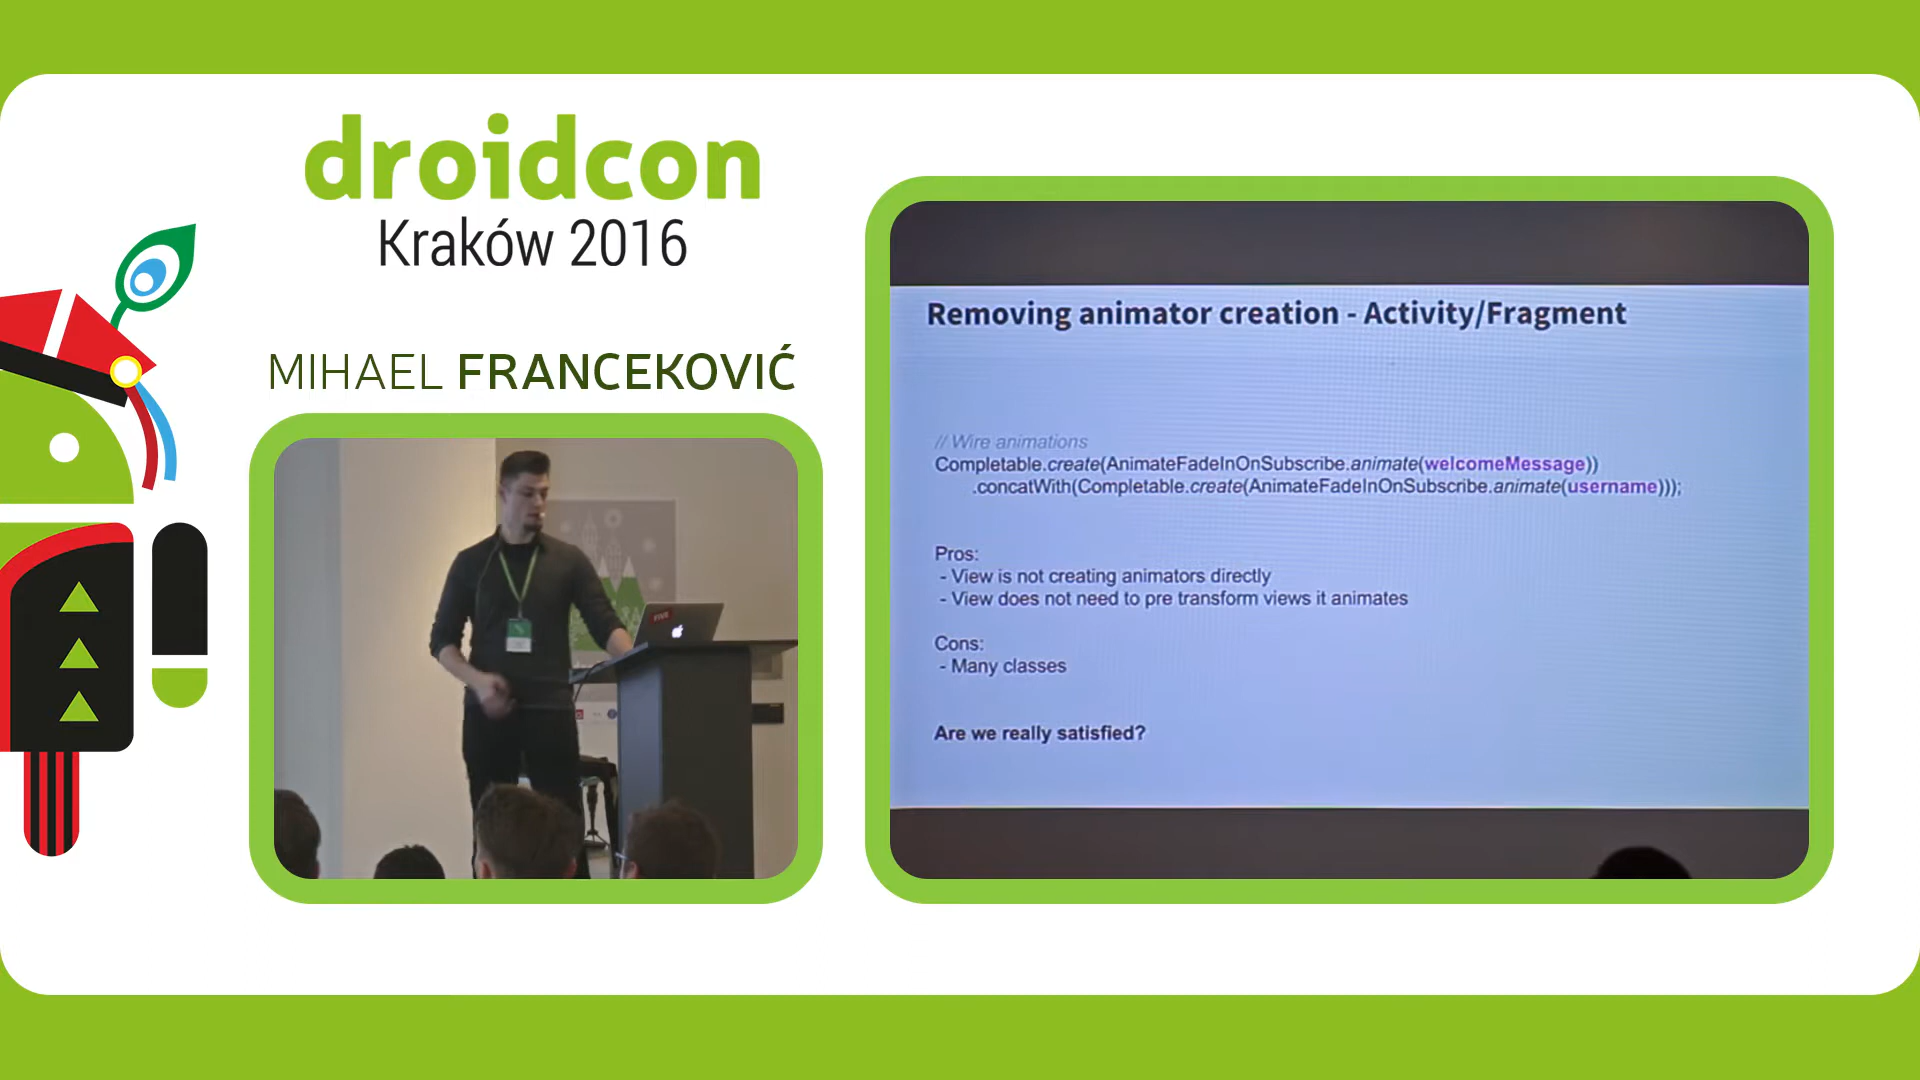 droidcon
Kraków 2016
MIHAEL FRANCEKOVIĆ
FIVE
Removing animator creation - Activity/Fragment
// Wire animations
Completable.create(AnimateFadeInOnSubscribe.animate(welcomeMessage))
.concatWith(Completable.create(AnimateFadeInOnSubscribe.animate(username)));
Pros:
- View is not creating animators directly
- View does not need to pre transform views it animates
Cons:
- Many classes
Are we really satisfied?